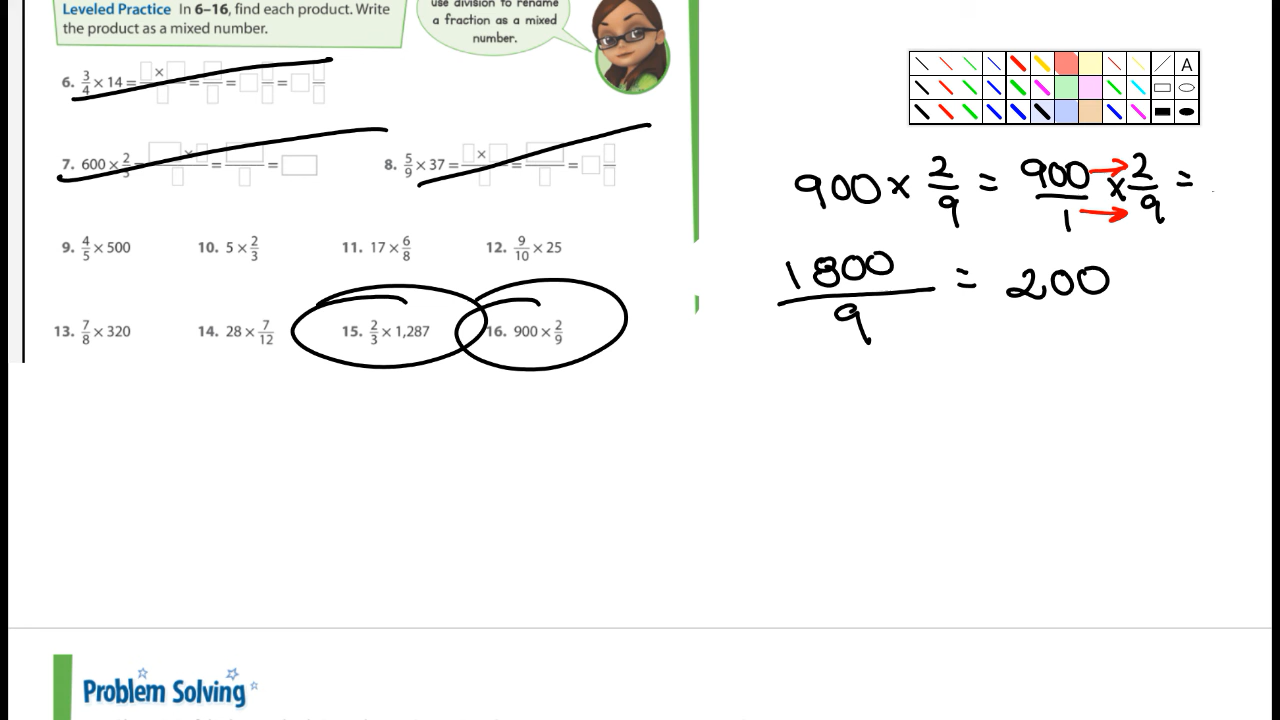 use division to rename
a fraction as a mixed
number.
Leveled Practice In 6–16, find each product. Write
the product as a mixed number.
6. 3/4 × 14 = × = =
7. 600 × 2/3 = × = =
8. 5/9 × 37 = × = =
9. 4/5 × 500
10. 5 × 2/3
11. 17 × 6/8
12. 9/10 × 25
13. 7/8 × 320
14. 28 × 7/12
15. 2/3 × 1,287
16. 900 × 2/9
A
900 × 2/9 = 900/1 × 2/9 =
1800/9 = 200
Problem Solving